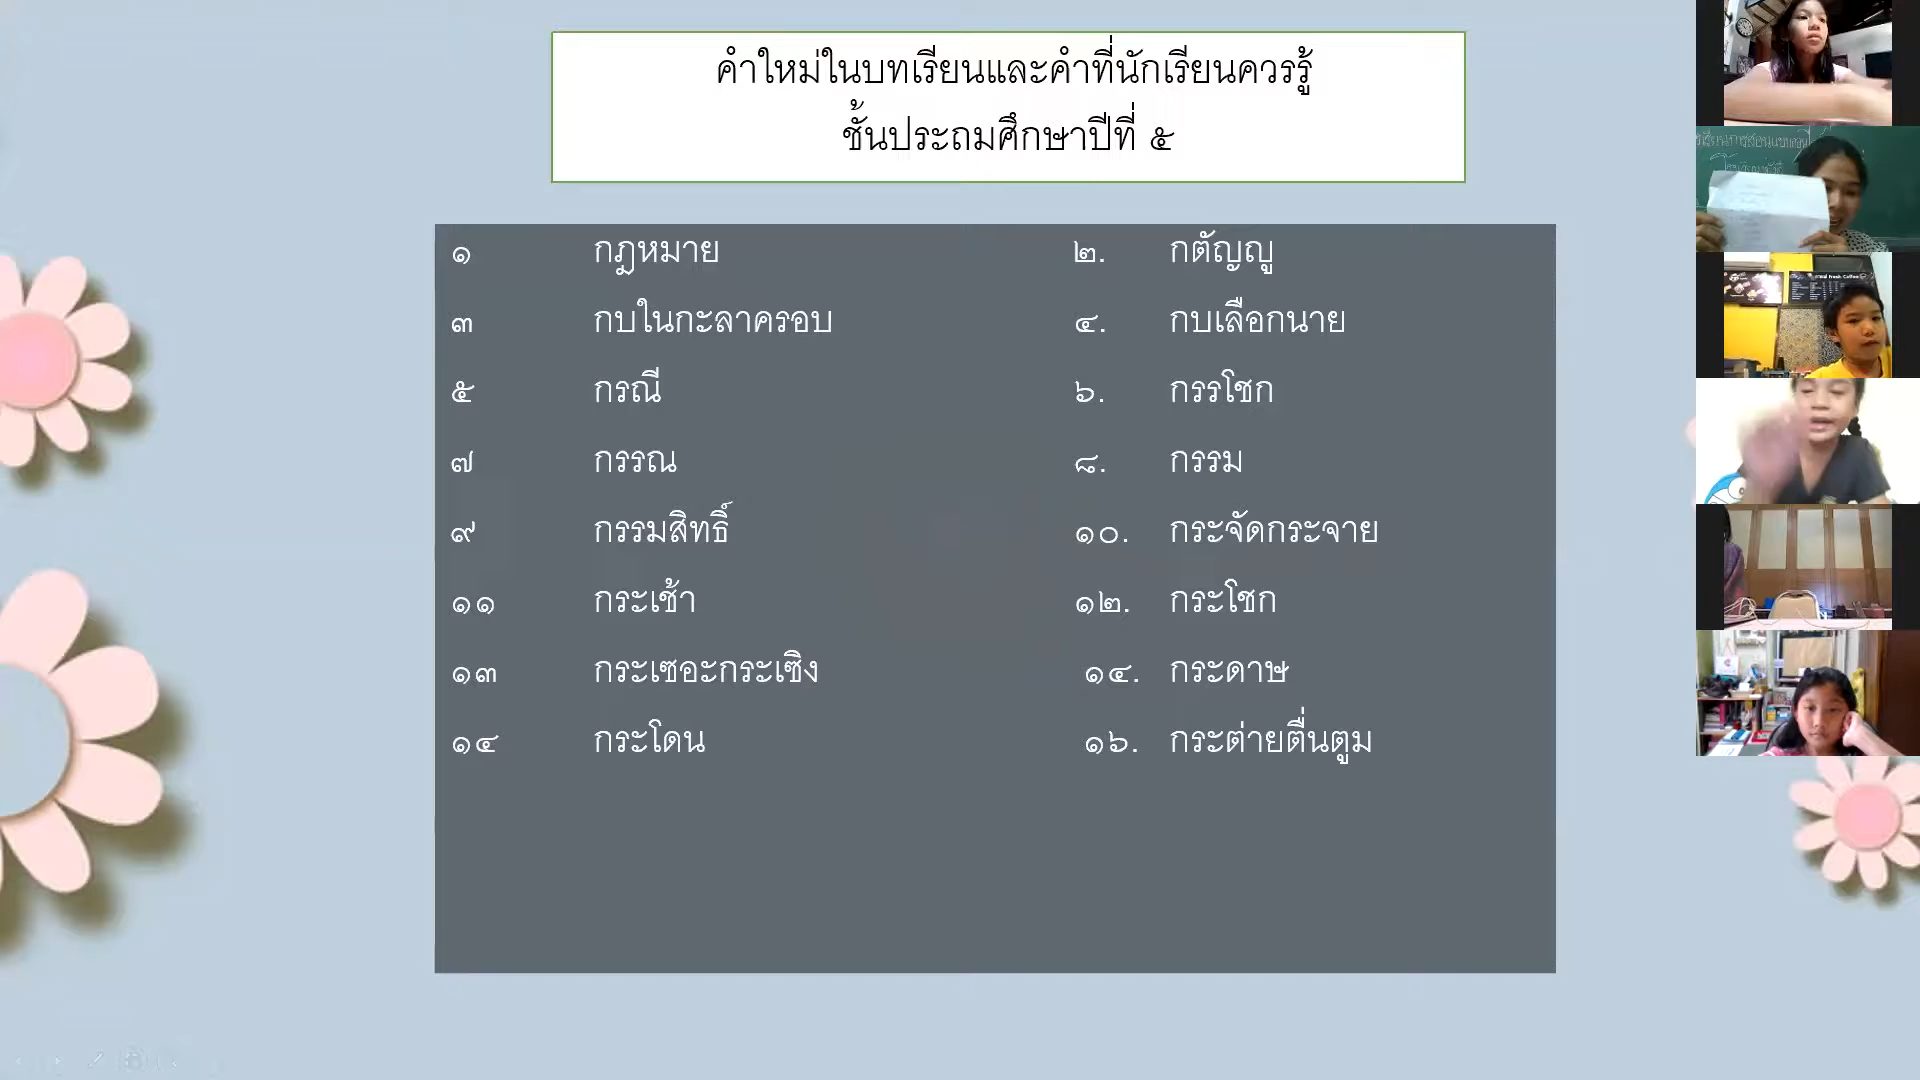 คำใหม่ในบทเรียนและคำที่นักเรียนควรรู้
ชั้นประถมศึกษาปีที่ ๕
๑ กฎหมาย ๒. กตัญญู
๓ กบในกะลาครอบ ๔. กบเลือกนาย
๕ กรณี ๖. กรรโชก
๗ กรรณ ๘. กรรม
๙ กรรมสิทธิ์ ๑๐. กระจัดกระจาย
๑๑ กระเช้า ๑๒. กระโชก
๑๓ กระเซอะกระเซิง ๑๔. กระดาษ
๑๔ กระโดน ๑๖. กระต่ายตื่นตูม